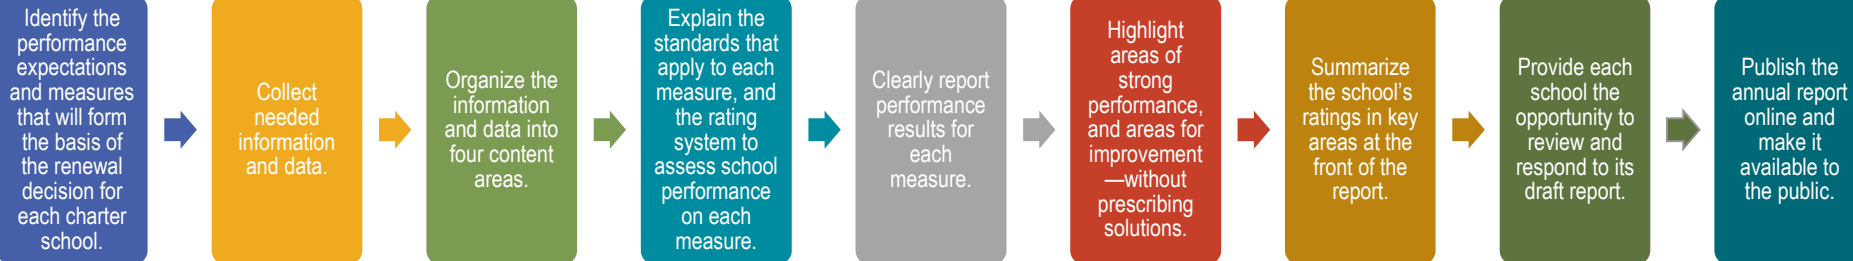 Identify the
performance
expectations
and measures
that will form
the basis of
the renewal
decision for
each charter
school.
Collect
needed
information
and data.
Organize the
information
and data into
four content
areas.
Explain the
standards that
apply to each
measure, and
the rating
system to
assess school
performance
on each
measure.
Clearly report
performance
results for
each
measure.
Highlight
areas of
strong
performance,
and areas for
improvement
—without
prescribing
solutions.
Summarize
the school’s
ratings in key
areas at the
front of the
report.
Provide each
school the
opportunity to
review and
respond to its
draft report.
Publish the
annual report
online and
make it
available to
the public.